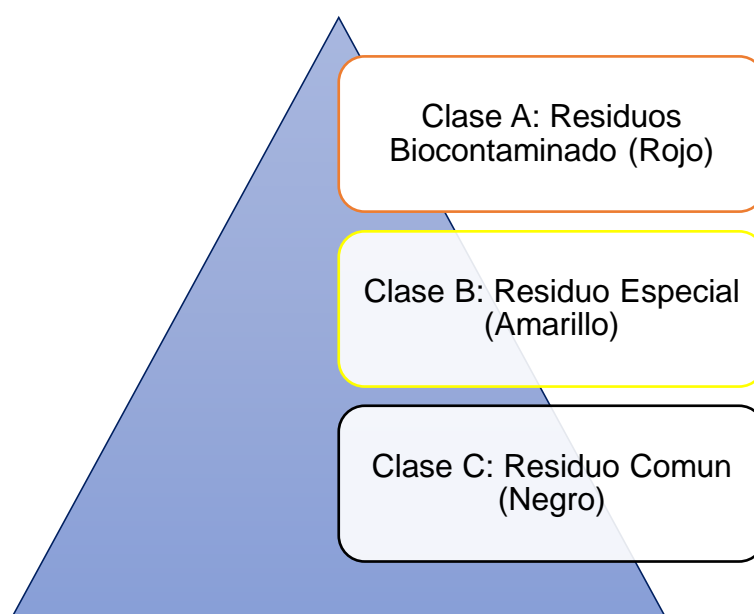 Clase A: Residuos
Biocontaminado (Rojo)
Clase B: Residuo Especial
(Amarillo)
Clase C: Residuo Comun
(Negro)